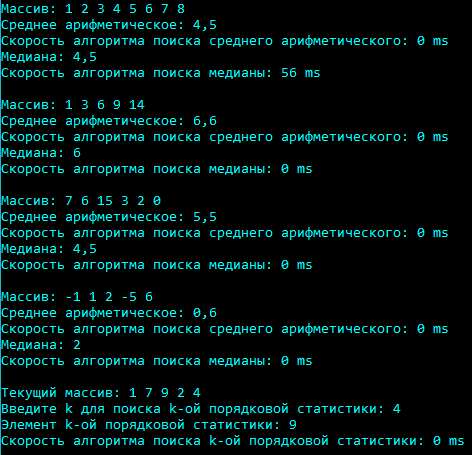 Массив: 1 2 3 4 5 6 7 8
Среднее арифметическое: 4,5
Скорость алгоритма поиска среднего арифметического: 0 ms
Медиана: 4,5
Скорость алгоритма поиска медианы: 56 ms
Массив: 1 3 6 9 14
Среднее арифметическое: 6,6
Скорость алгоритма поиска среднего арифметического: 0 ms
Медиана: 6
Скорость алгоритма поиска медианы: 0 ms
Массив: 7 6 15 3 2 0
Среднее арифметическое: 5,5
Скорость алгоритма поиска среднего арифметического: 0 ms
Медиана: 4,5
Скорость алгоритма поиска медианы: 0 ms
Массив: -1 1 2 -5 6
Среднее арифметическое: 0,6
Скорость алгоритма поиска среднего арифметического: 0 ms
Медиана: 2
Скорость алгоритма поиска медианы: 0 ms
Текущий массив: 1 7 9 2 4
Введите k для поиска k-ой порядковой статистики: 4
Элемент k-ой порядковой статистики: 9
Скорость алгоритма поиска k-ой порядковой статистики: 0 ms